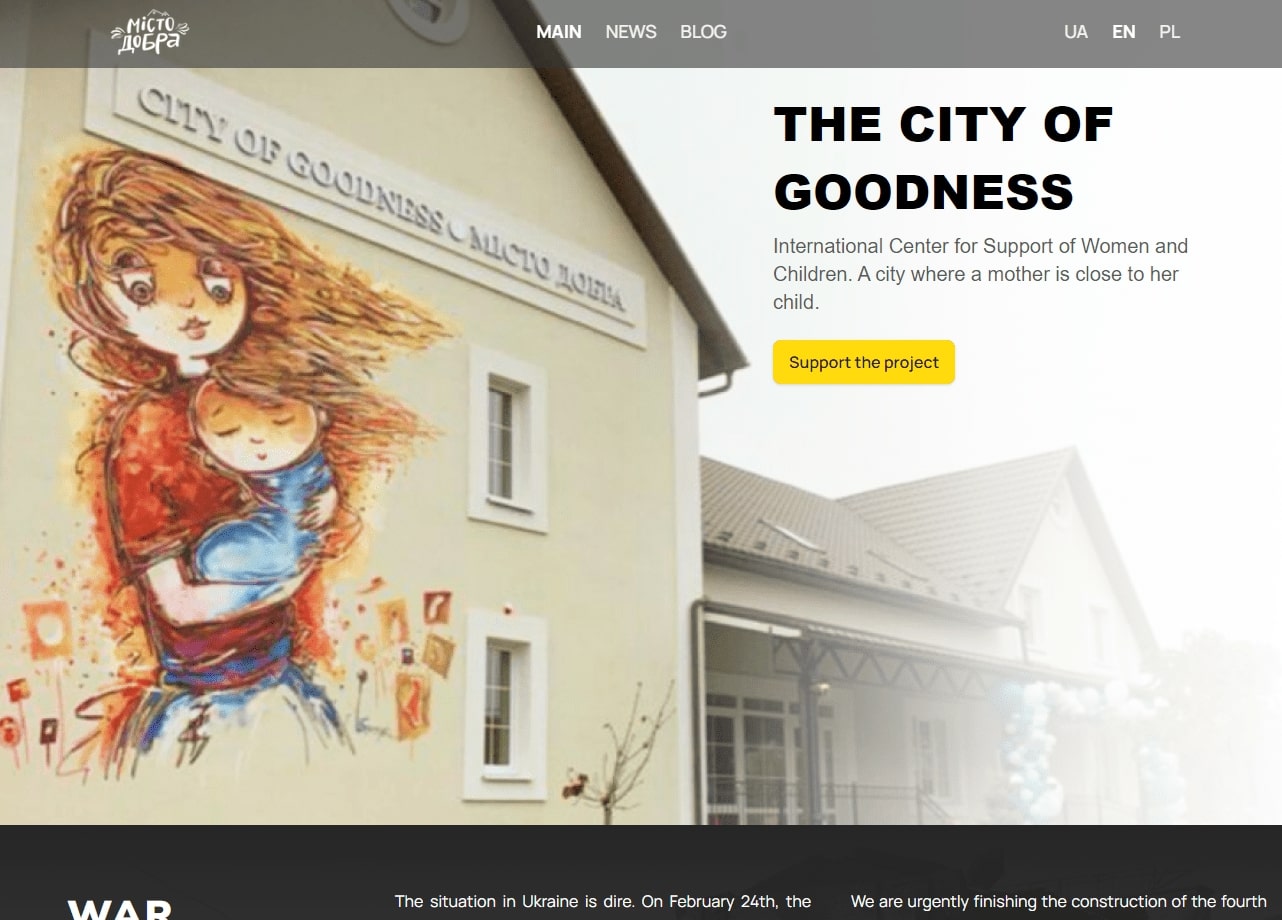 МІСТО
ДОБРА
MAIN NEWS BLOG
UA EN PL
CITY OF GOODNESS МІСТО ДОБРА
THE CITY OF
GOODNESS
International Center for Support of Women and
Children. A city where a mother is close to her
child.
Support the project
WAR
The situation in Ukraine is dire. On February 24th, the
We are urgently finishing the construction of the fourth